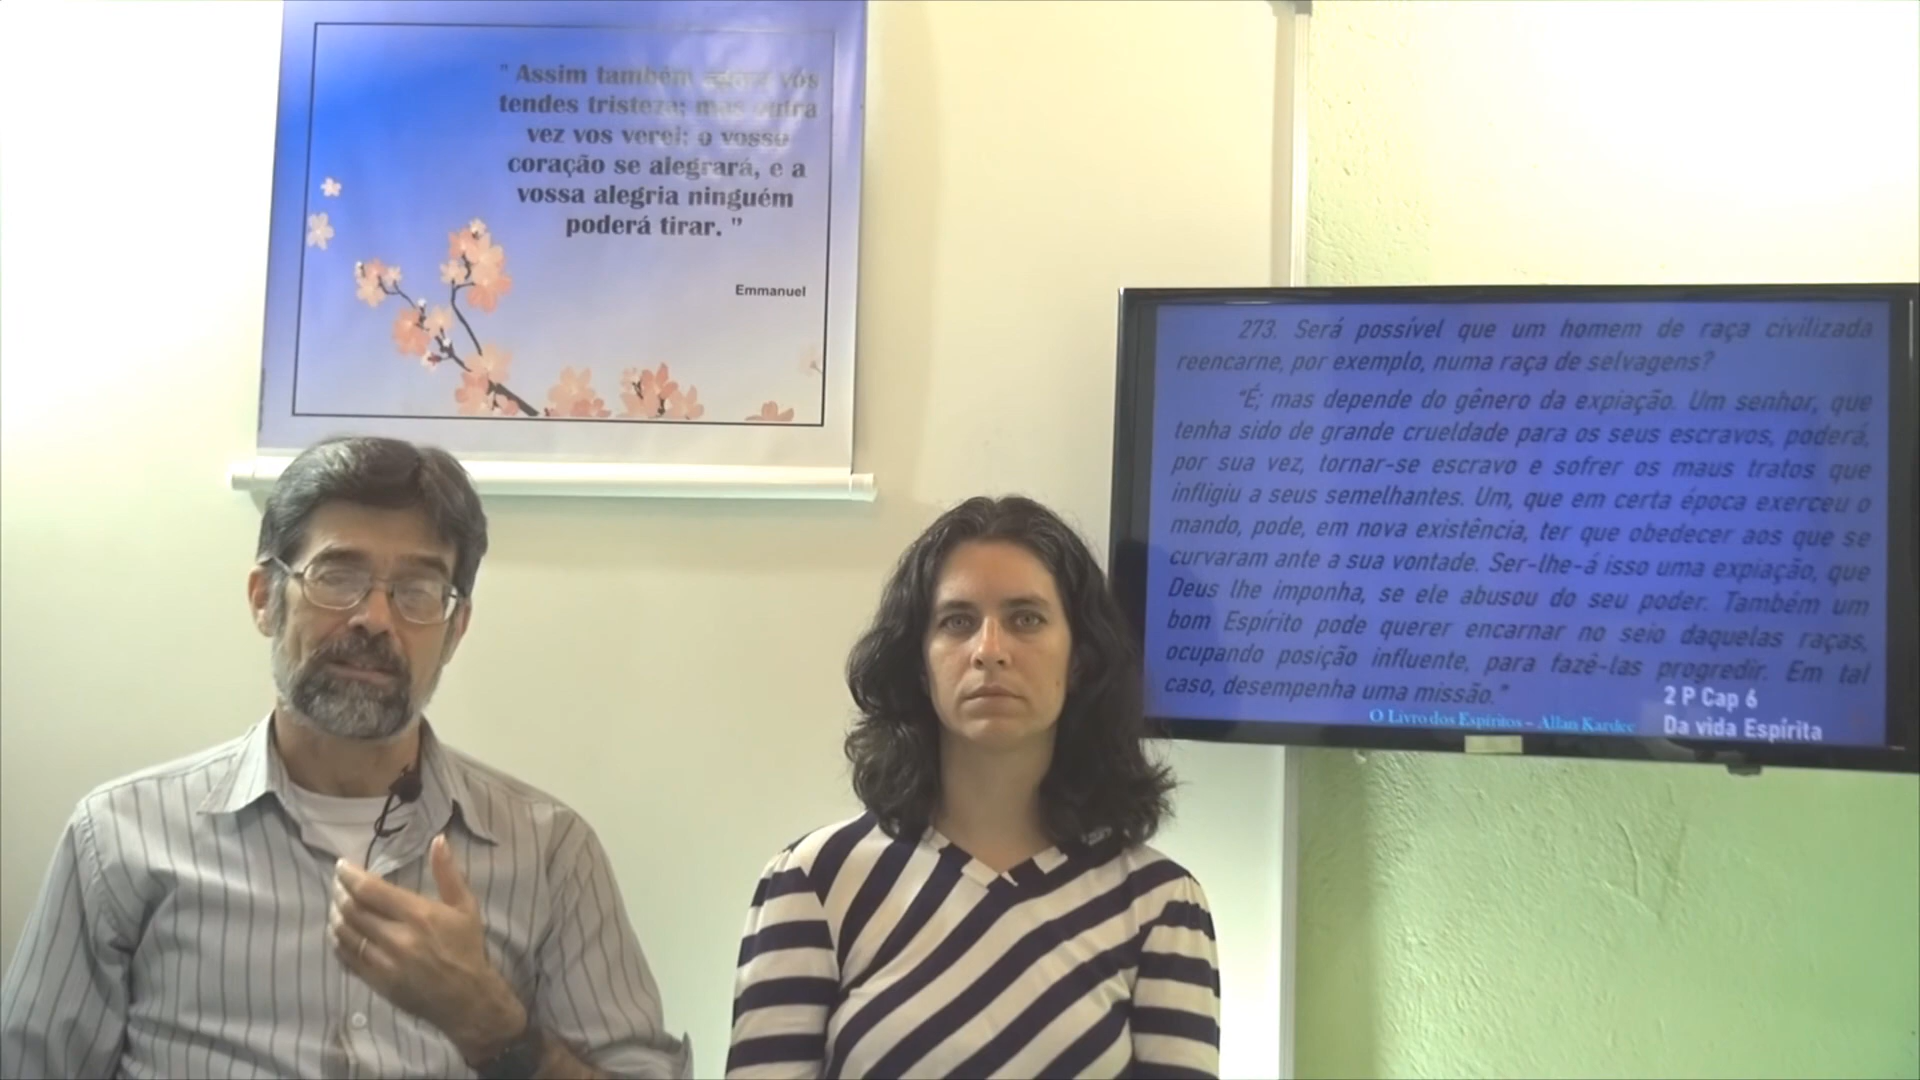 " Assim também agora vós
tendes tristeza; mas outra
vez vos verei; o vosso
coração se alegrará, e a
vossa alegria ninguém
poderá tirar. "
Emmanuel
273. Será possível que um homem de raça civilizada
reencarne, por exemplo, numa raça de selvagens?
"É; mas depende do gênero da expiação. Um senhor, que
tenha sido de grande crueldade para os seus escravos, poderá,
por sua vez, tornar-se escravo e sofrer os maus tratos que
infligiu a seus semelhantes. Um, que em certa época exerceu o
mando, pode, em nova existência, ter que obedecer aos que se
curvaram ante a sua vontade. Ser-lhe-á isso uma expiação, que
Deus lhe imponha, se ele abusou do seu poder. Também um
bom Espírito pode querer encarnar no seio daquelas raças,
ocupando posição influente, para fazê-las progredir. Em tal
caso, desempenha uma missão."
2 P Cap 6
O Livro dos Espíritos – Allan Kardec
Da vida Espírita